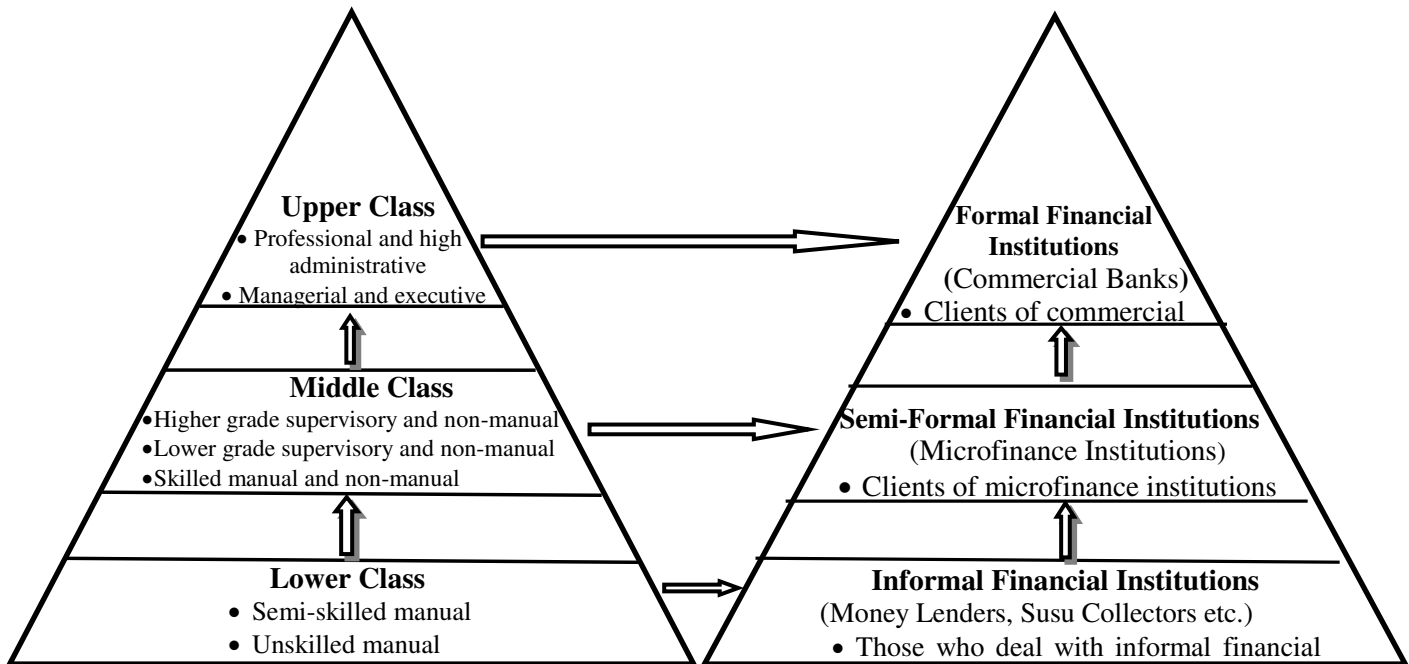 Upper Class
• Professional and high
administrative
• Managerial and executive
Middle Class
•Higher grade supervisory and non-manual
•Lower grade supervisory and non-manual
•Skilled manual and non-manual
Lower Class
• Semi-skilled manual
• Unskilled manual
Formal Financial
Institutions
(Commercial Banks)
• Clients of commercial
Semi-Formal Financial Institutions
(Microfinance Institutions)
• Clients of microfinance institutions
Informal Financial Institutions
(Money Lenders, Susu Collectors etc.)
• Those who deal with informal financial